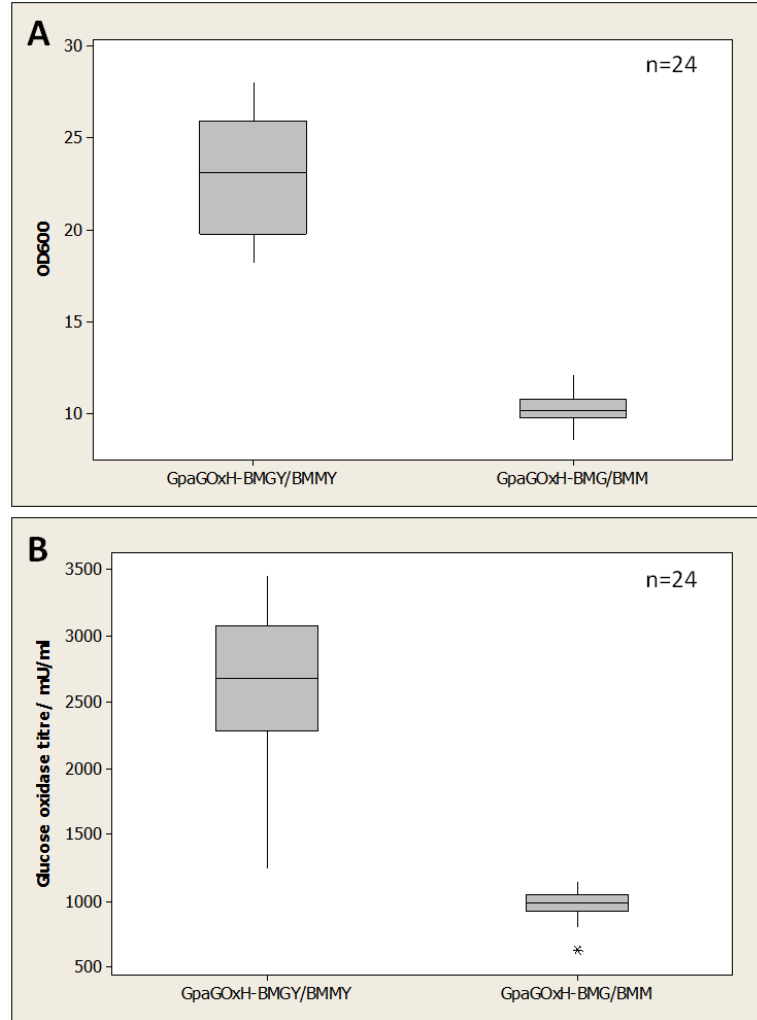 A
n=24
30
25
20
15
10
OD600
GpaGOxH-BMGY/BMMY
GpaGOxH-BMG/BMM
B
n=24
3500
3000
2500
2000
1500
1000
500
Glucose oxidase titre/ mU/ml
GpaGOxH-BMGY/BMMY
GpaGOxH-BMG/BMM